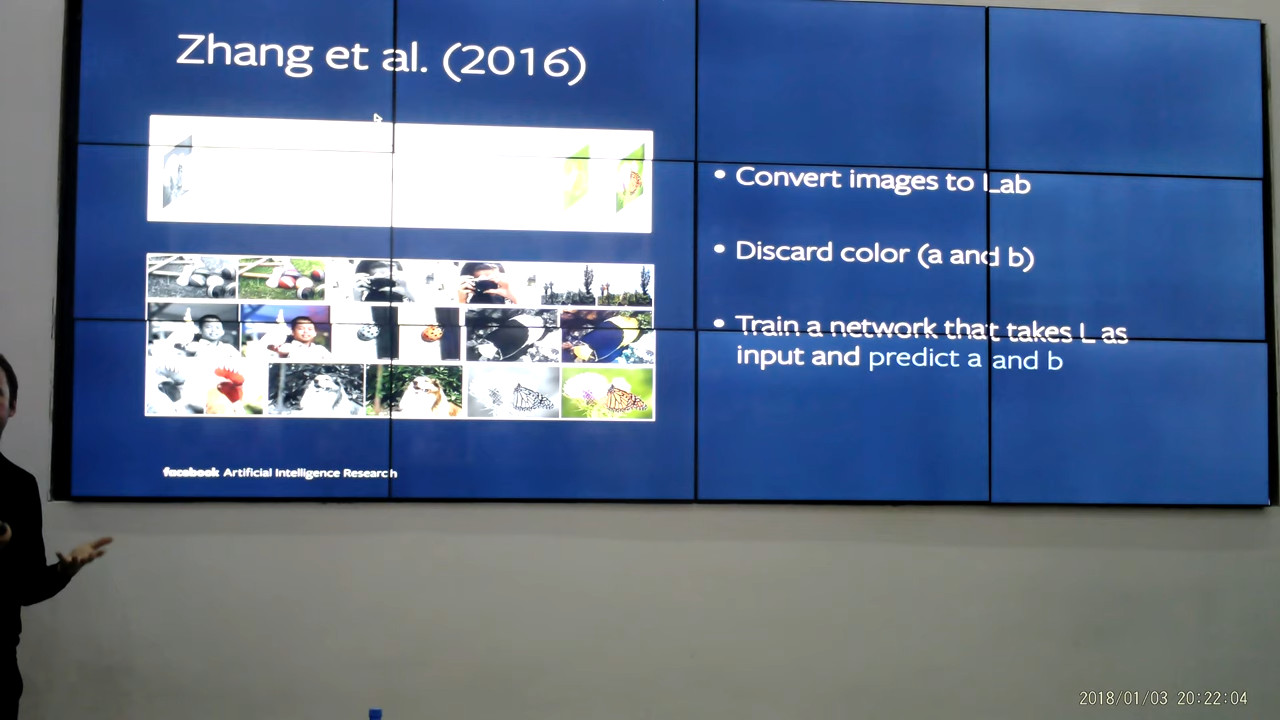 Zhang et al. (2016)
• Convert images to Lab
• Discard color (a and b)
• Train a network that takes L as
input and predict a and b
facebook Artificial Intelligence Research
2018/01/03 20:22:04